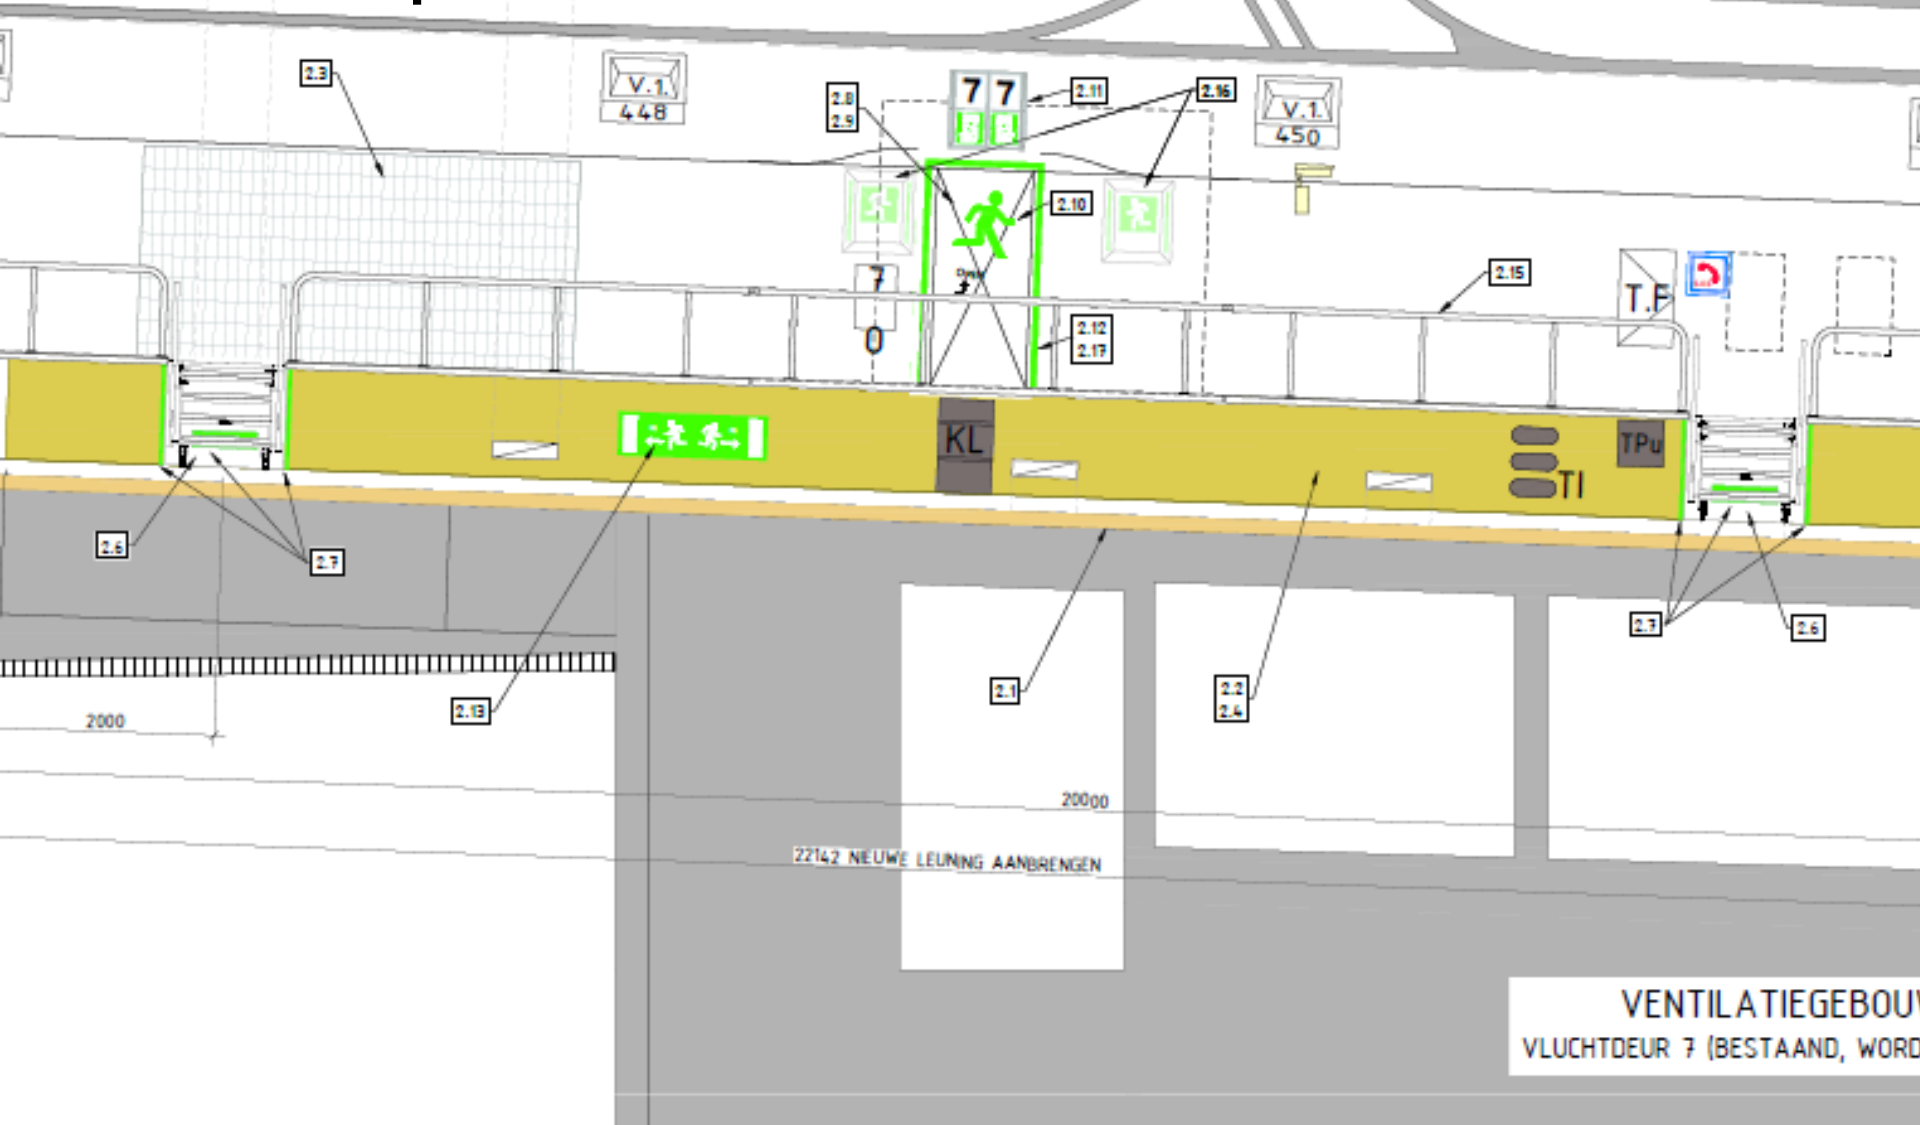 2.3
V.1.
448
2.8
2.9
7 7
2.11
2.16
V.1.
450
2.10
7
0
2.15
T.F
2.12
2.17
KL
TPu
TI
2.6
2.7
2.7
2.6
2.13
2.1
2.2
2.4
2000
20000
22142 NIEUWE LEUNING AANBRENGEN
VENTILATIEGEBOUW
VLUCHTDEUR 7 (BESTAAND, WORD